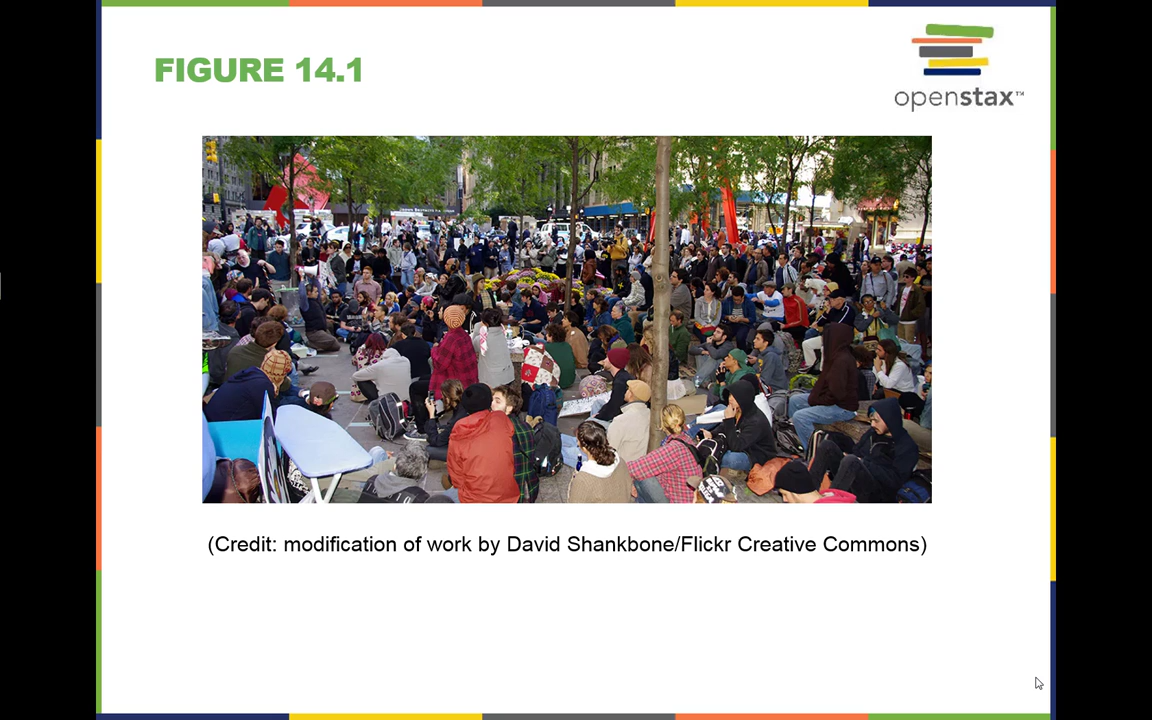 FIGURE 14.1
openstax™
(Credit: modification of work by David Shankbone/Flickr Creative Commons)